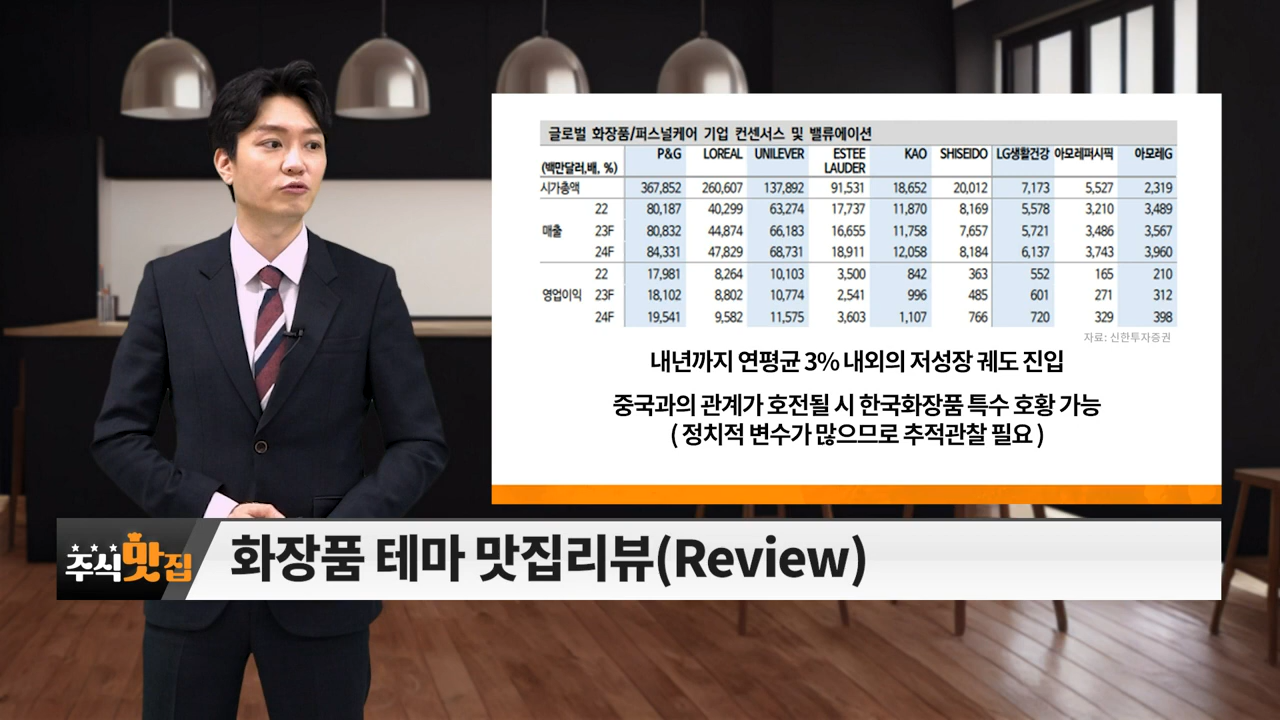 글로벌 화장품/퍼스널케어 기업 컨센서스 및 밸류에이션
(백만달러,배, %) P&G LOREAL UNILEVER ESTEE LAUDER KAO SHISEIDO LG생활건강 아모레퍼시픽 아모레G
시가총액 367,852 260,607 137,892 91,531 18,652 20,012 7,173 5,527 2,319
22 80,187 40,299 63,274 17,737 11,870 8,169 5,578 3,210 3,489
매출 23F 80,832 44,874 66,183 16,655 11,758 7,657 5,721 3,486 3,567
24F 84,331 47,829 68,731 18,911 12,058 8,184 6,137 3,743 3,960
22 17,981 8,264 10,103 3,500 842 363 552 165 210
영업이익 23F 18,102 8,802 10,774 2,541 996 485 601 271 312
24F 19,541 9,582 11,575 3,603 1,107 766 720 329 398
자료: 신한투자증권
내년까지 연평균 3% 내외의 저성장 궤도 진입
중국과의 관계가 호전될 시 한국화장품 특수 호황 가능
( 정치적 변수가 많으므로 추적관찰 필요 )
주식맛집
화장품 테마 맛집리뷰(Review)